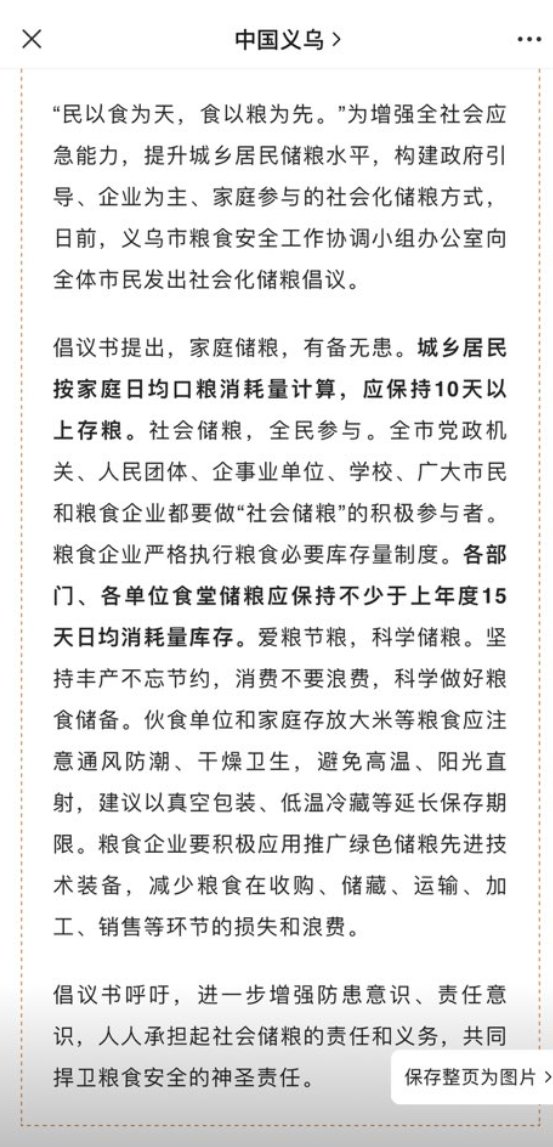 中国义乌
“民以食为天，食以粮为先。”为增强全社会应
急能力，提升城乡居民储粮水平，构建政府引
导、企业为主、家庭参与的社会化储粮方式，
日前，义乌市粮食安全工作协调小组办公室向
全体市民发出社会化储粮倡议。
倡议书提出，家庭储粮，有备无患。城乡居民
按家庭日均口粮消耗量计算，应保持10天以
上存粮。社会储粮，全民参与。全市党政机
关、人民团体、企事业单位、学校、广大市民
和粮食企业都要做“社会储粮”的积极参与者。
粮食企业严格执行粮食必要库存量制度。各部
门、各单位食堂储粮应保持不少于上年度15
天日均消耗量库存。爱粮节粮，科学储粮。坚
持丰产不忘节约，消费不要浪费，科学做好粮
食储备。伙食单位和家庭存放大米等粮食应注
意通风防潮、干燥卫生，避免高温、阳光直
射，建议以真空包装、低温冷藏等延长保存期
限。粮食企业要积极应用推广绿色储粮先进技
术装备，减少粮食在收购、储藏、运输、加
工、销售等环节的损失和浪费。
倡议书呼吁，进一步增强防患意识、责任意
识，人人承担起社会储粮的责任和义务，共同
捍卫粮食安全的神圣责任。
保存整页为图片